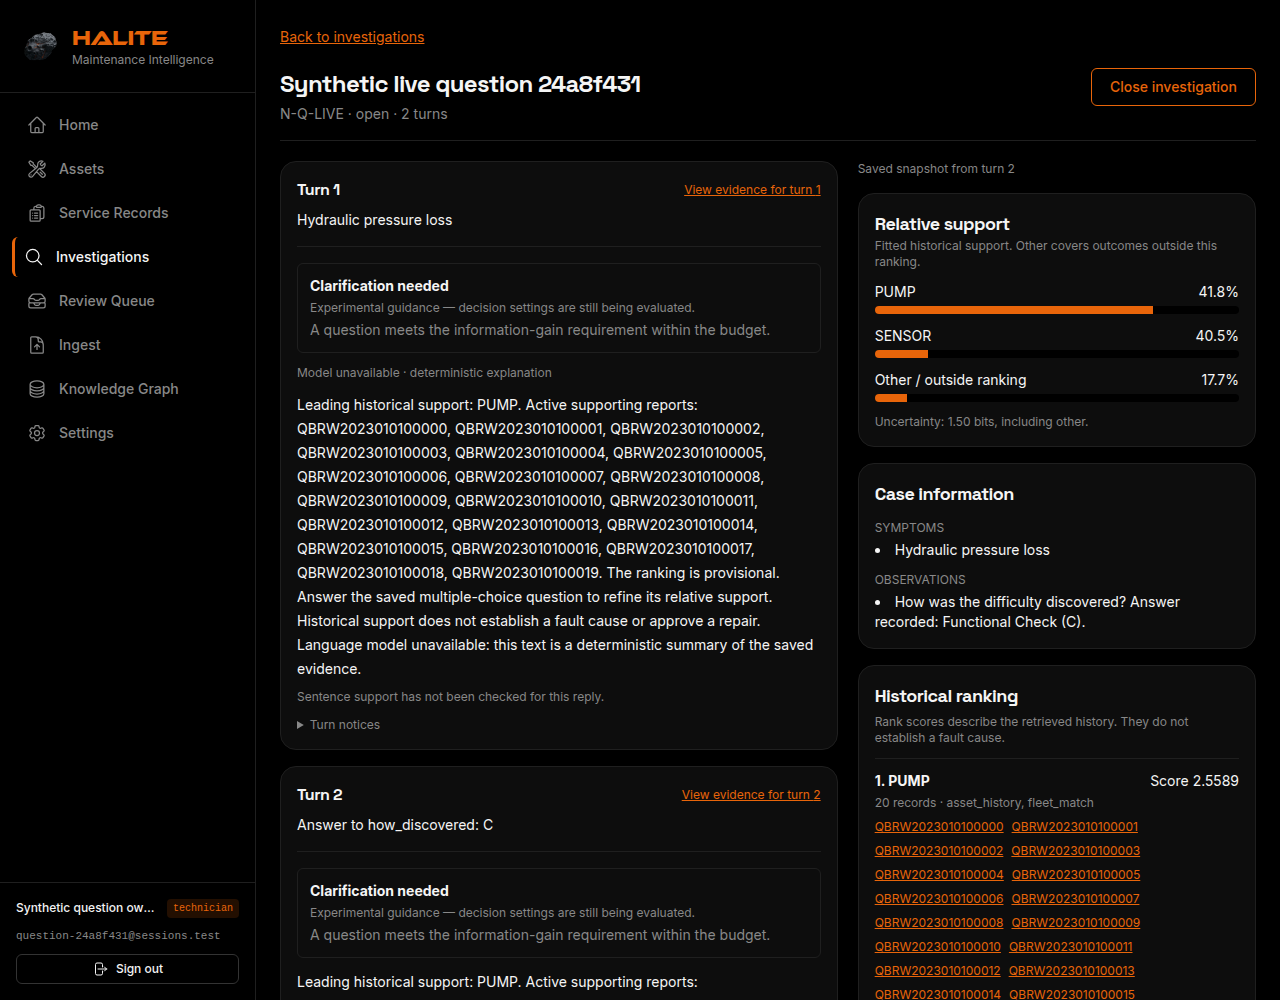 HALITE
Maintenance Intelligence
Home
Assets
Service Records
Investigations
Review Queue
Ingest
Knowledge Graph
Settings
Synthetic question ow...
technician
question-24a8f431@sessions.test
Sign out
Back to investigations
Synthetic live question 24a8f431
N-Q-LIVE · open · 2 turns
Close investigation
Turn 1
View evidence for turn 1
Hydraulic pressure loss
Clarification needed
Experimental guidance — decision settings are still being evaluated.
A question meets the information-gain requirement within the budget.
Model unavailable · deterministic explanation
Leading historical support: PUMP. Active supporting reports:
QBRW2023010100000, QBRW2023010100001, QBRW2023010100002,
QBRW2023010100003, QBRW2023010100004, QBRW2023010100005,
QBRW2023010100006, QBRW2023010100007, QBRW2023010100008,
QBRW2023010100009, QBRW2023010100010, QBRW2023010100011,
QBRW2023010100012, QBRW2023010100013, QBRW2023010100014,
QBRW2023010100015, QBRW2023010100016, QBRW2023010100017,
QBRW2023010100018, QBRW2023010100019. The ranking is provisional.
Answer the saved multiple-choice question to refine its relative support.
Historical support does not establish a fault cause or approve a repair.
Language model unavailable: this text is a deterministic summary of the saved
evidence.
Sentence support has not been checked for this reply.
Turn notices
Turn 2
View evidence for turn 2
Answer to how_discovered: C
Clarification needed
Experimental guidance — decision settings are still being evaluated.
A question meets the information-gain requirement within the budget.
Leading historical support: PUMP. Active supporting reports:
Saved snapshot from turn 2
Relative support
Fitted historical support. Other covers outcomes outside this
ranking.
PUMP 41.8%
SENSOR 40.5%
Other / outside ranking 17.7%
Uncertainty: 1.50 bits, including other.
Case information
SYMPTOMS
• Hydraulic pressure loss
OBSERVATIONS
• How was the difficulty discovered? Answer
recorded: Functional Check (C).
Historical ranking
Rank scores describe the retrieved history. They do not
establish a fault cause.
1. PUMP Score 2.5589
20 records · asset_history, fleet_match
QBRW2023010100000 QBRW2023010100001
QBRW2023010100002 QBRW2023010100003
QBRW2023010100004 QBRW2023010100005
QBRW2023010100006 QBRW2023010100007
QBRW2023010100008 QBRW2023010100009
QBRW2023010100010 QBRW2023010100011
QBRW2023010100012 QBRW2023010100013
QBRW2023010100014 QBRW2023010100015